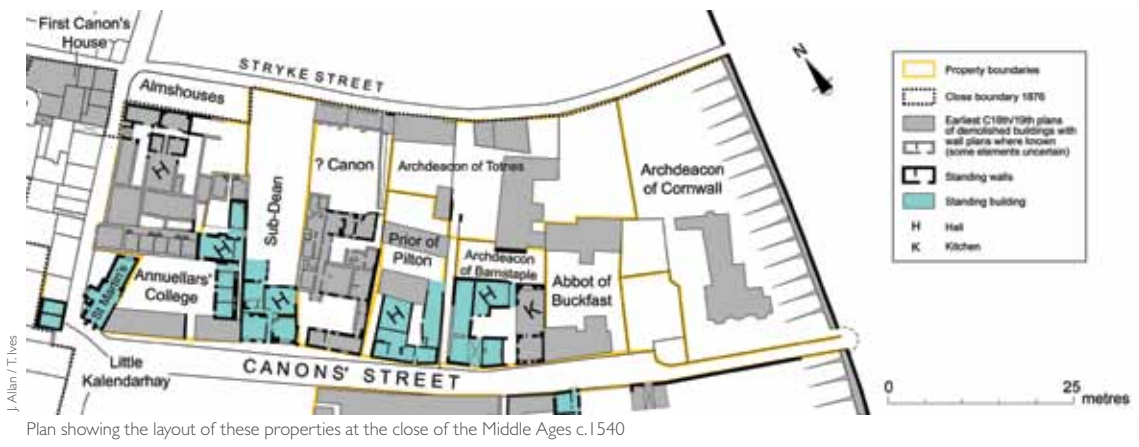 First Canon's
House
Almshouses
STRYKE STREET
N
H
Sub-Dean
? Canon
Archdeacon of Totnes
Archdeacon
of Cornwall
Prior of
Pilton
Archdeacon
of Barnstaple
Abbot of
Buckfast
H
H
H
H
K
St Martin's
Annuellars'
College
Little
Kalendarhay
CANONS' STREET
Property boundaries
Close boundary 1876
Earliest C18th/19th plans
of demolished buildings with
wall plans where known
(some elements uncertain)
Standing walls
Standing building
H Hall
K Kitchen
0 25
metres
J. Allan / T. Ives
Plan showing the layout of these properties at the close of the Middle Ages c.1540